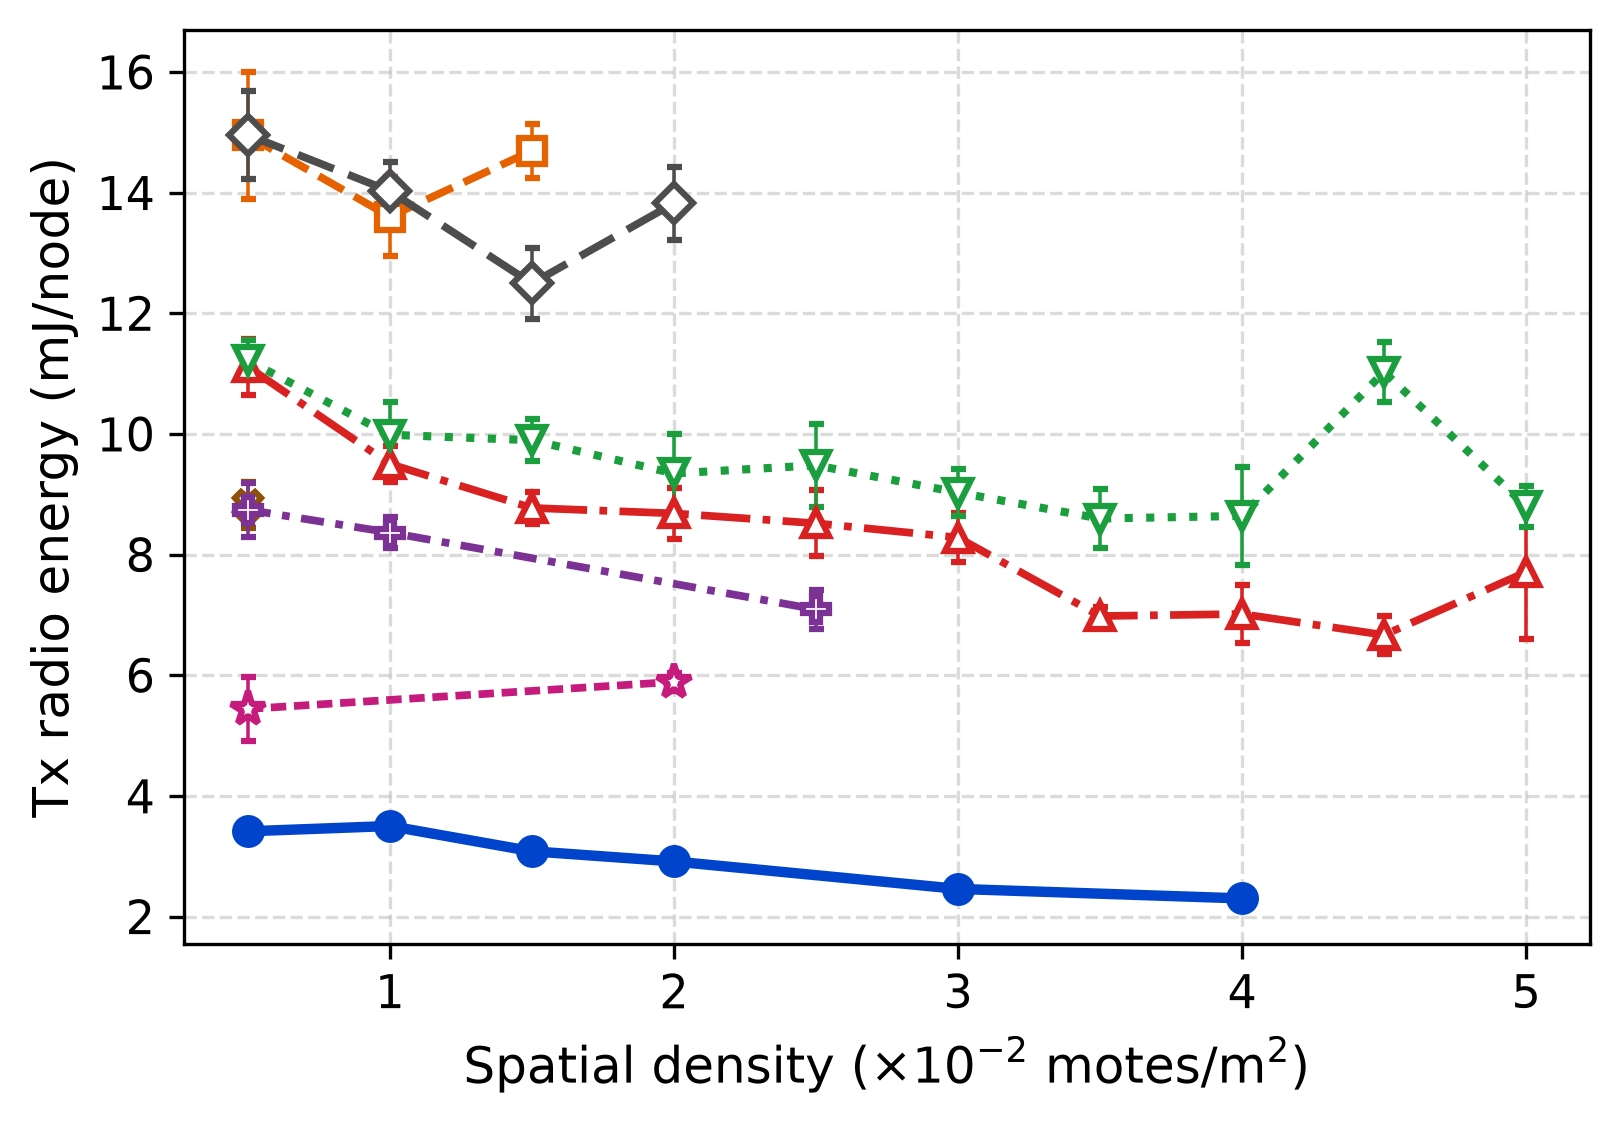 16
14
12
10
8
6
4
2
Tx radio energy (mJ/node)
1 2 3 4 5
Spatial density (×10⁻² motes/m²)